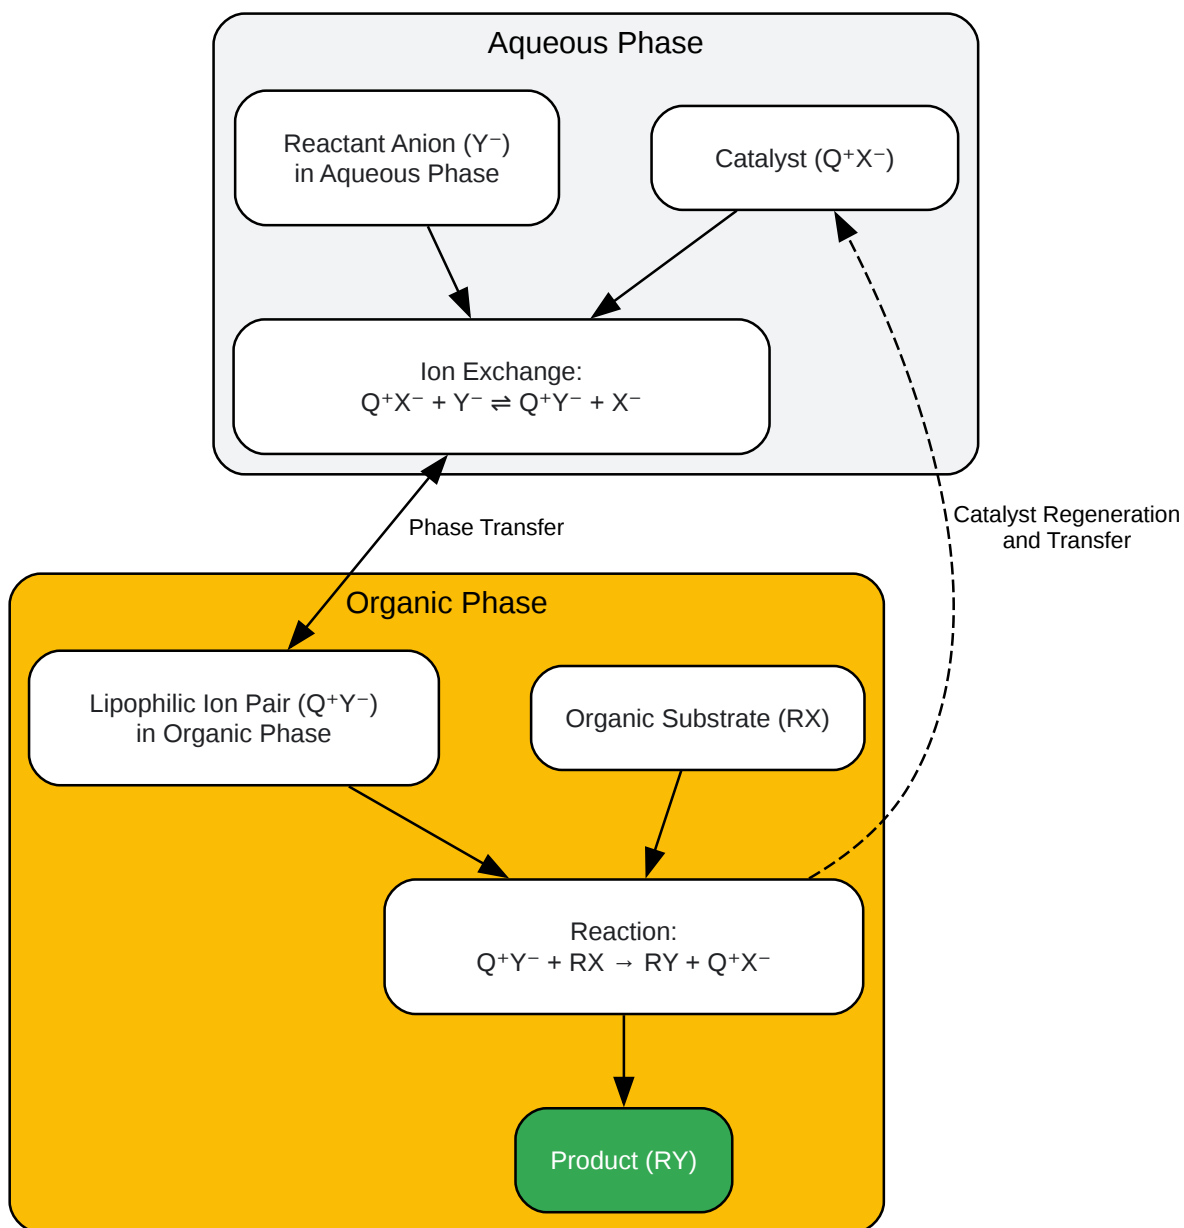 Aqueous Phase
Reactant Anion (Y⁻)
in Aqueous Phase
Catalyst (Q⁺X⁻)
Ion Exchange:
Q⁺X⁻ + Y⁻ ⇌ Q⁺Y⁻ + X⁻
Phase Transfer
Catalyst Regeneration
and Transfer
Organic Phase
Lipophilic Ion Pair (Q⁺Y⁻)
in Organic Phase
Organic Substrate (RX)
Reaction:
Q⁺Y⁻ + RX → RY + Q⁺X⁻
Product (RY)